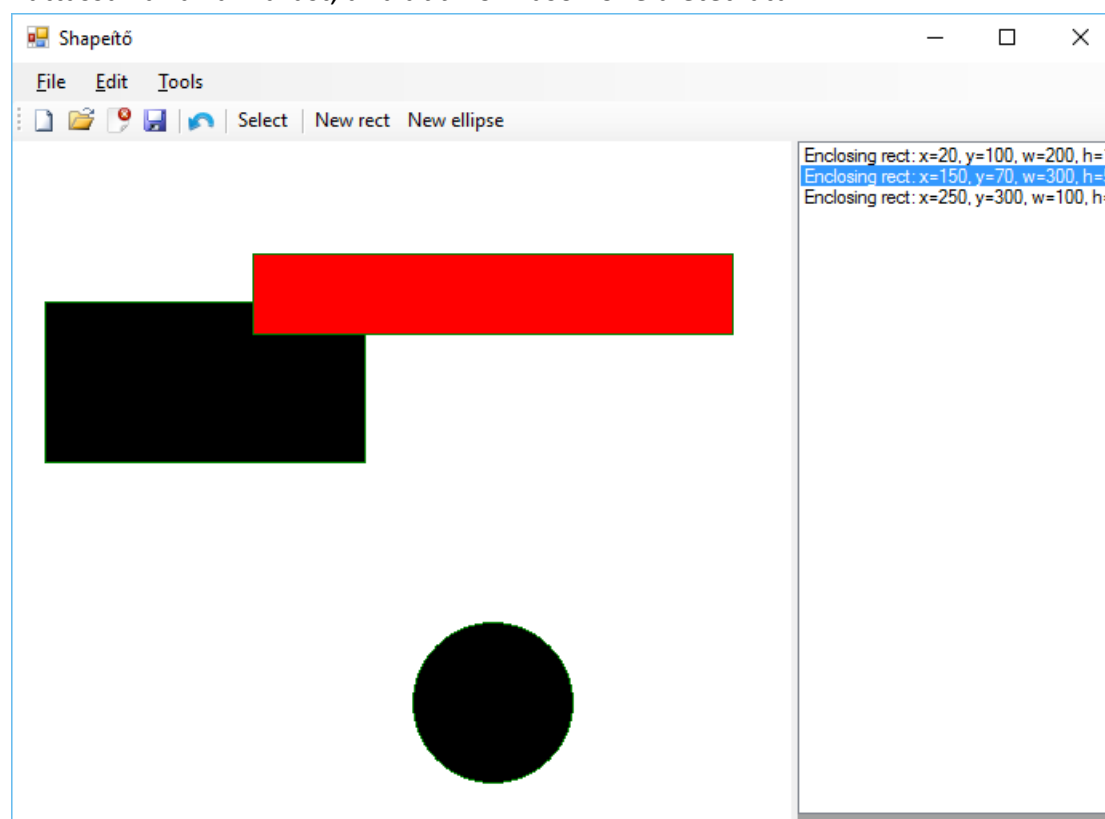 Shapeítő
File Edit Tools
Select New rect New ellipse
Enclosing rect: x=20, y=100, w=200, h=
Enclosing rect: x=150, y=70, w=300, h=
Enclosing rect: x=250, y=300, w=100, h=